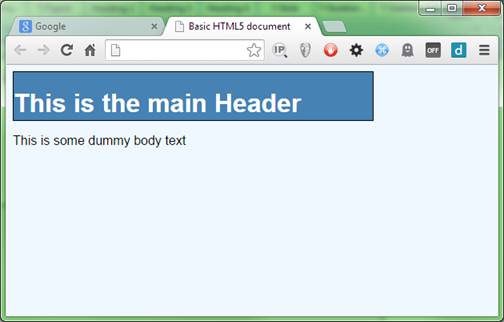 Google
Basic HTML5 document
IP
OFF
d
This is the main Header
This is some dummy body text